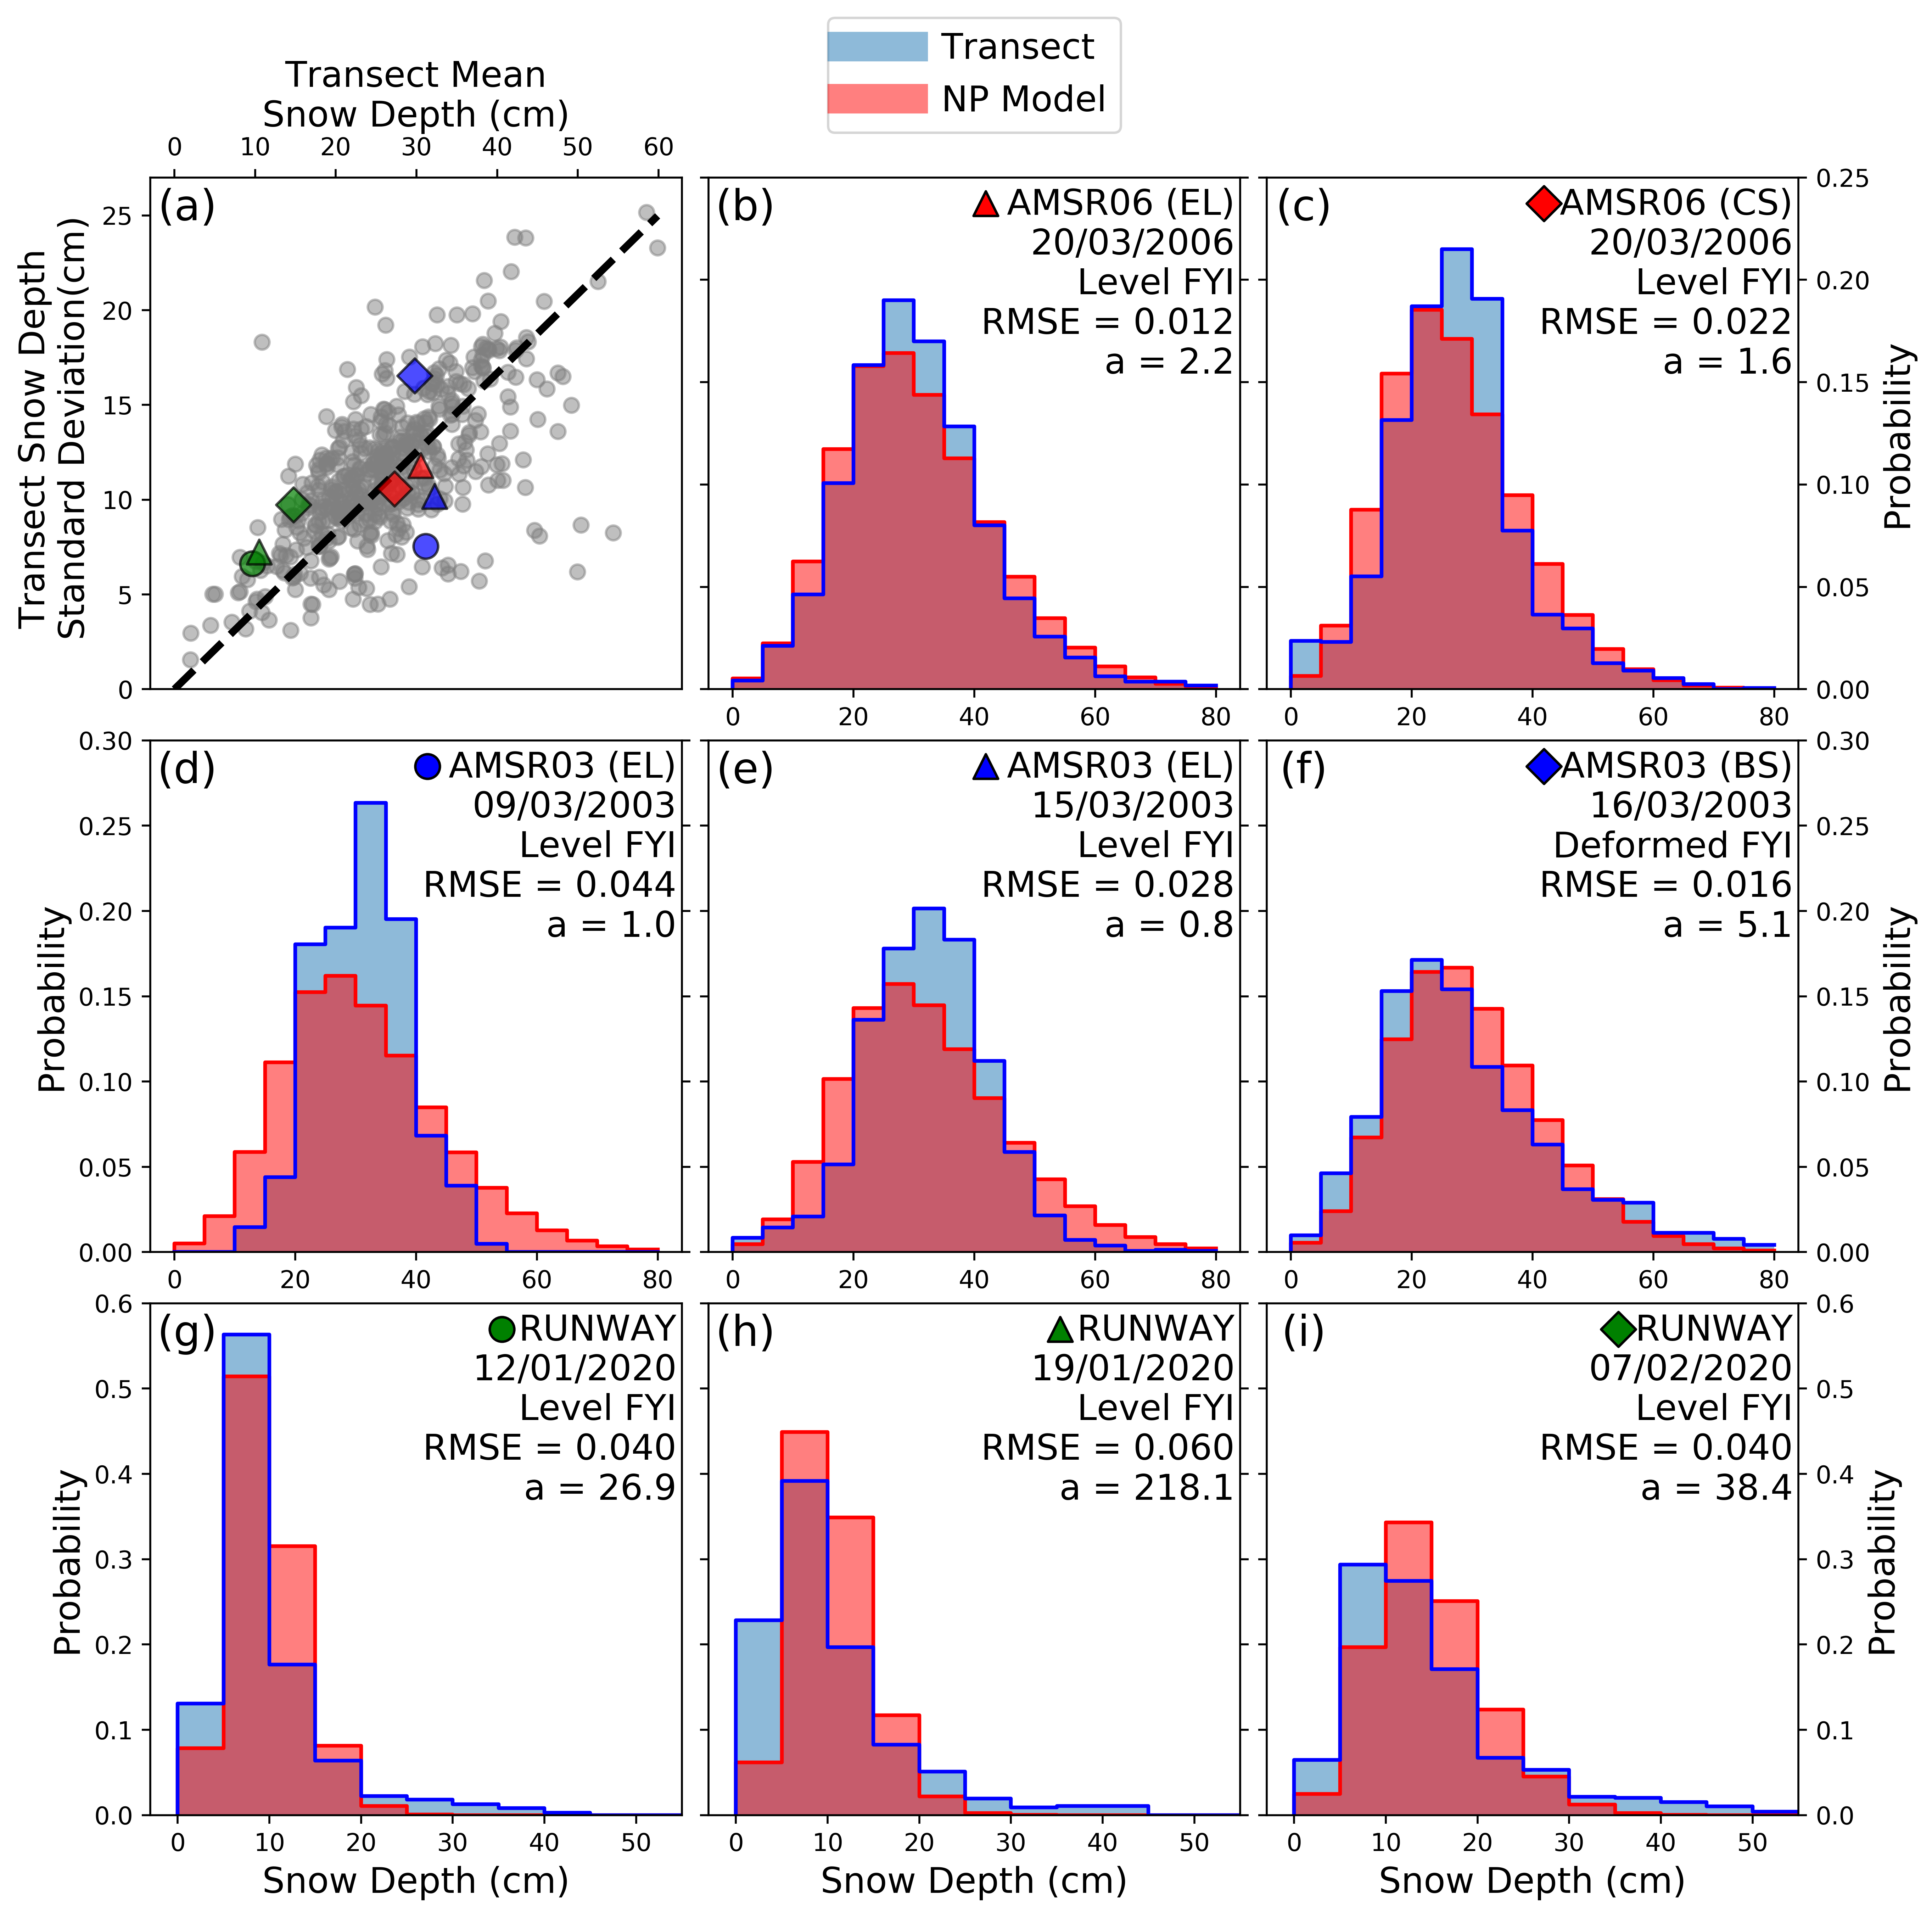 Transect
NP Model
Transect Mean
Snow Depth (cm)
0 10 20 30 40 50 60
Transect Snow Depth
Standard Deviation(cm)
25
20
15
10
5
0
(a)
(b)
AMSR06 (EL)
20/03/2006
Level FYI
RMSE = 0.012
a = 2.2
0 20 40 60 80
(c)
AMSR06 (CS)
20/03/2006
Level FYI
RMSE = 0.022
a = 1.6
0 20 40 60 80
0.25
0.20
0.15
0.10
0.05
0.00
Probability
Probability
0.30
0.25
0.20
0.15
0.10
0.05
0.00
(d)
AMSR03 (EL)
09/03/2003
Level FYI
RMSE = 0.044
a = 1.0
0 20 40 60 80
(e)
AMSR03 (EL)
15/03/2003
Level FYI
RMSE = 0.028
a = 0.8
0 20 40 60 80
(f)
AMSR03 (BS)
16/03/2003
Deformed FYI
RMSE = 0.016
a = 5.1
0 20 40 60 80
0.30
0.25
0.20
0.15
0.10
0.05
0.00
Probability
Probability
0.6
0.5
0.4
0.3
0.2
0.1
0.0
(g)
RUNWAY
12/01/2020
Level FYI
RMSE = 0.040
a = 26.9
0 10 20 30 40 50
Snow Depth (cm)
(h)
RUNWAY
19/01/2020
Level FYI
RMSE = 0.060
a = 218.1
0 10 20 30 40 50
Snow Depth (cm)
(i)
RUNWAY
07/02/2020
Level FYI
RMSE = 0.040
a = 38.4
0 10 20 30 40 50
Snow Depth (cm)
0.6
0.5
0.4
0.3
0.2
0.1
0.0
Probability